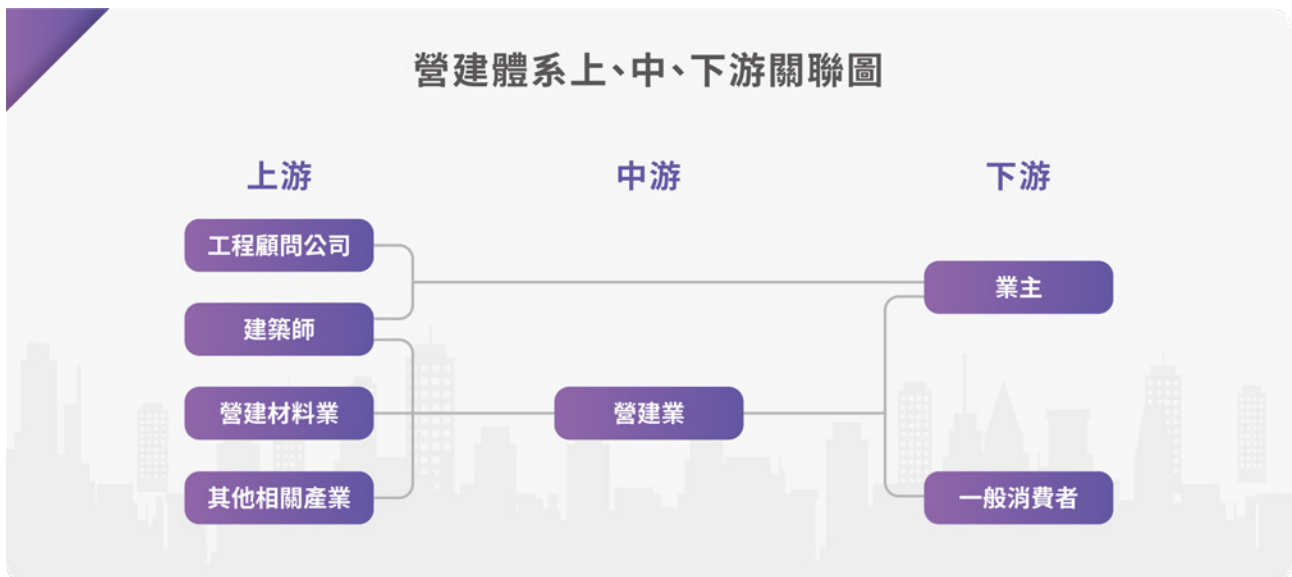 營建體系上、中、下游關聯圖
上游
中游
下游
工程顧問公司
業主
建築師
營建材料業
營建業
其他相關產業
一般消費者